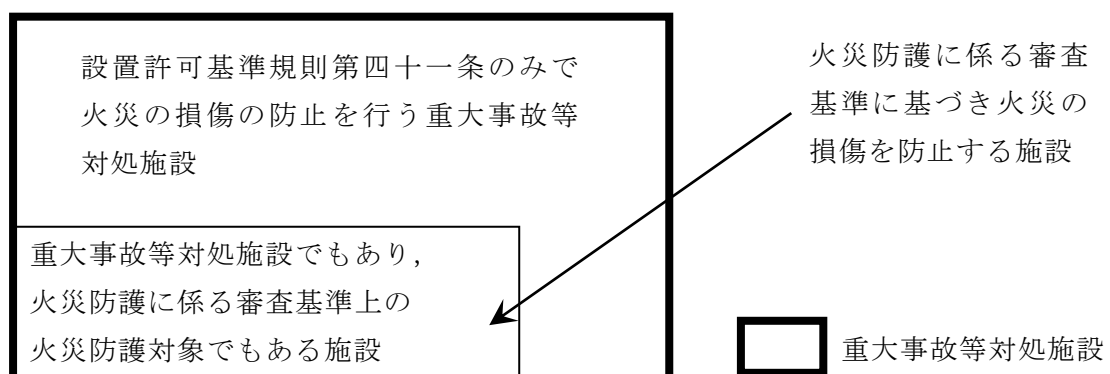 設置許可基準規則第四十一条のみで
火災の損傷の防止を行う重大事故等
対処施設
火災防護に係る審査
基準に基づき火災の
損傷を防止する施設
重大事故等対処施設でもあり,
火災防護に係る審査基準上の
火災防護対象でもある施設
重大事故等対処施設